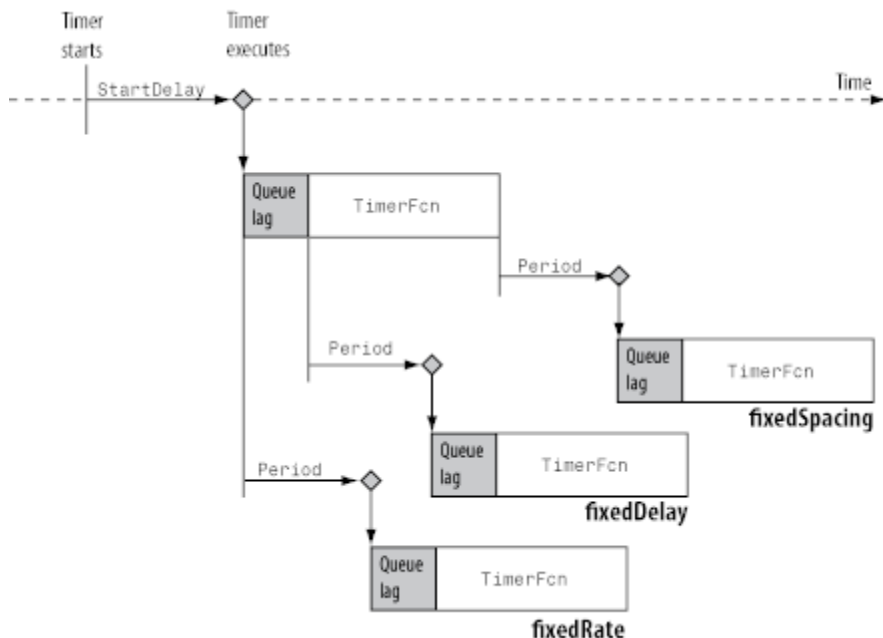 Timer
starts
Timer
executes
StartDelay
Time
Queue
lag
TimerFcn
Period
Queue
lag
TimerFcn
fixedSpacing
Period
Queue
lag
TimerFcn
fixedDelay
Period
Queue
lag
TimerFcn
fixedRate